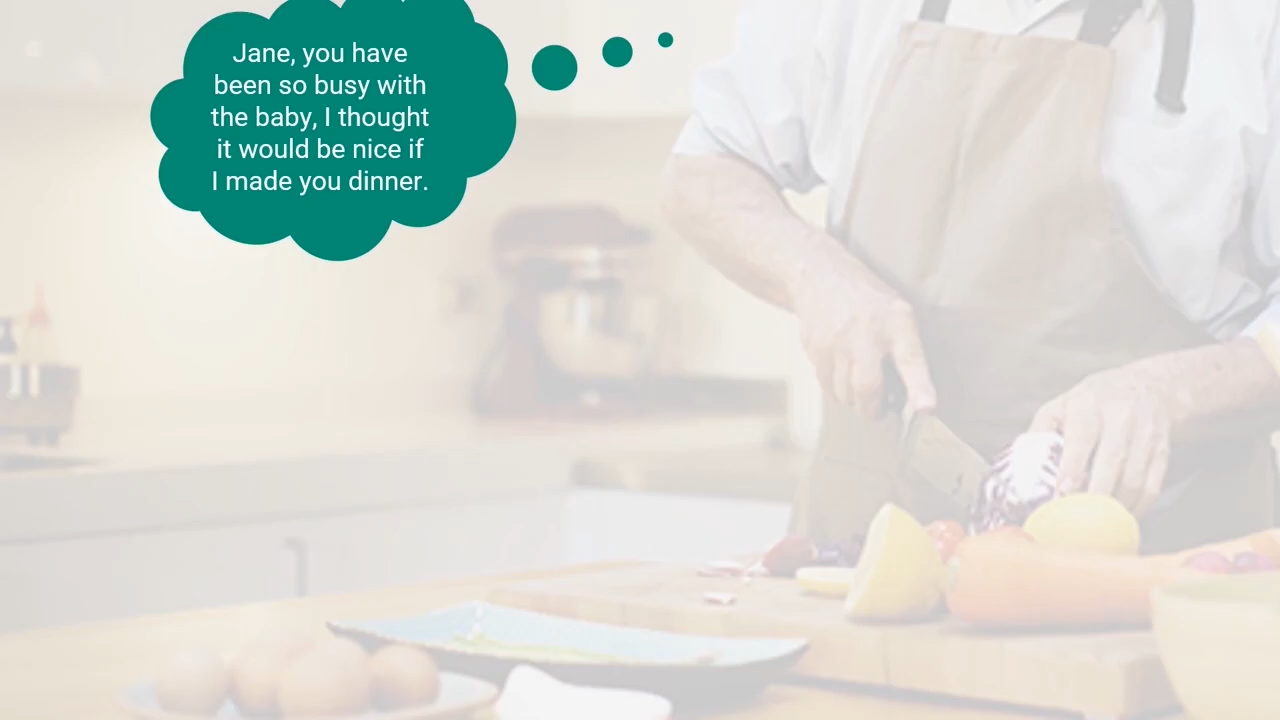 Jane, you have
been so busy with
the baby, I thought
it would be nice if
I made you dinner.